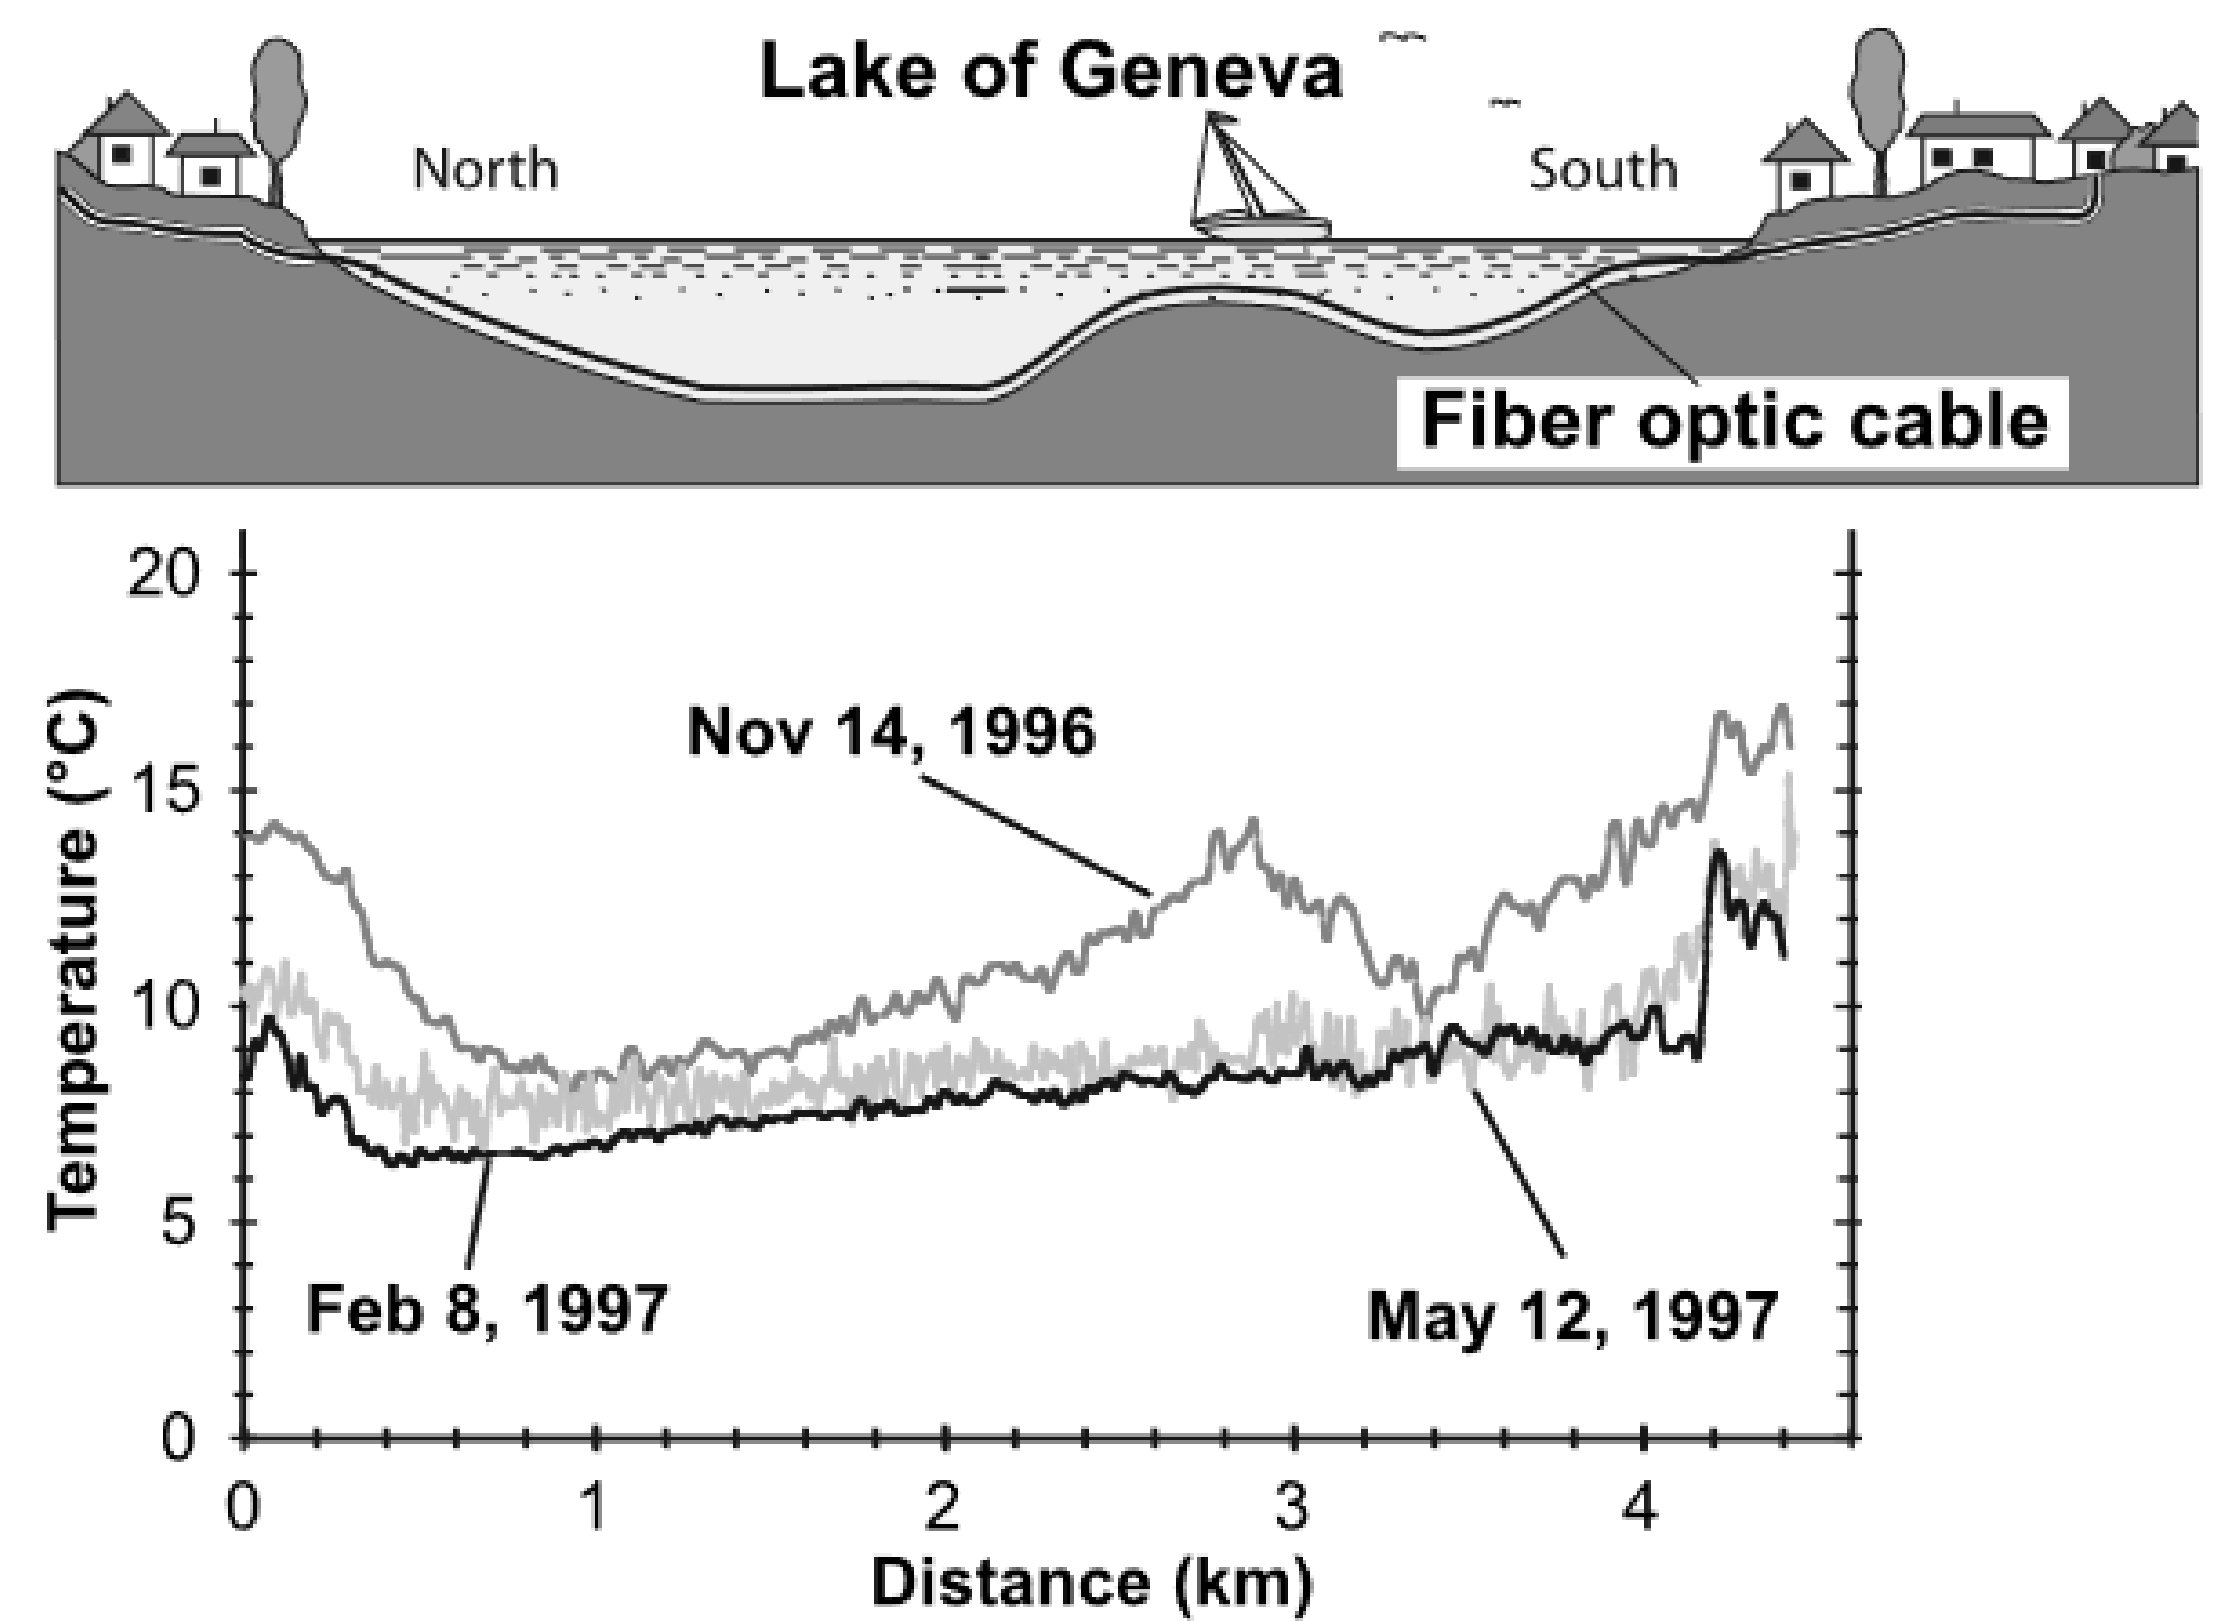 Lake of Geneva
North
South
Fiber optic cable
20
15
10
5
0
Temperature (°C)
Nov 14, 1996
Feb 8, 1997
May 12, 1997
0 1 2 3 4
Distance (km)